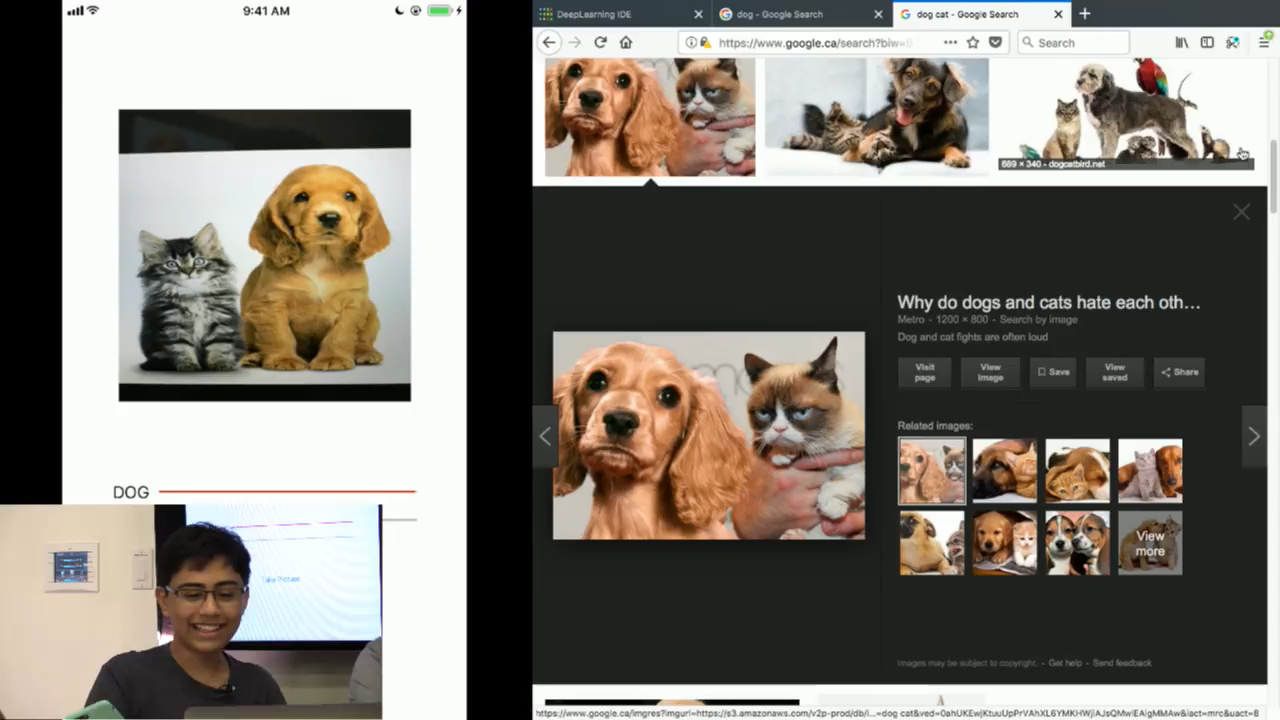 9:41 AM
DOG
Take Picture
DeepLearning IDE
dog - Google Search
dog cat - Google Search
https://www.google.ca/search?biw=
Search
689 × 340 - dogcatbird.net
Why do dogs and cats hate each oth…
Metro - 1200 × 800 - Search by image
Dog and cat fights are often loud
Visit page
View image
Save
View saved
Share
Related images:
View more
Images may be subject to copyright. - Get help - Send feedback